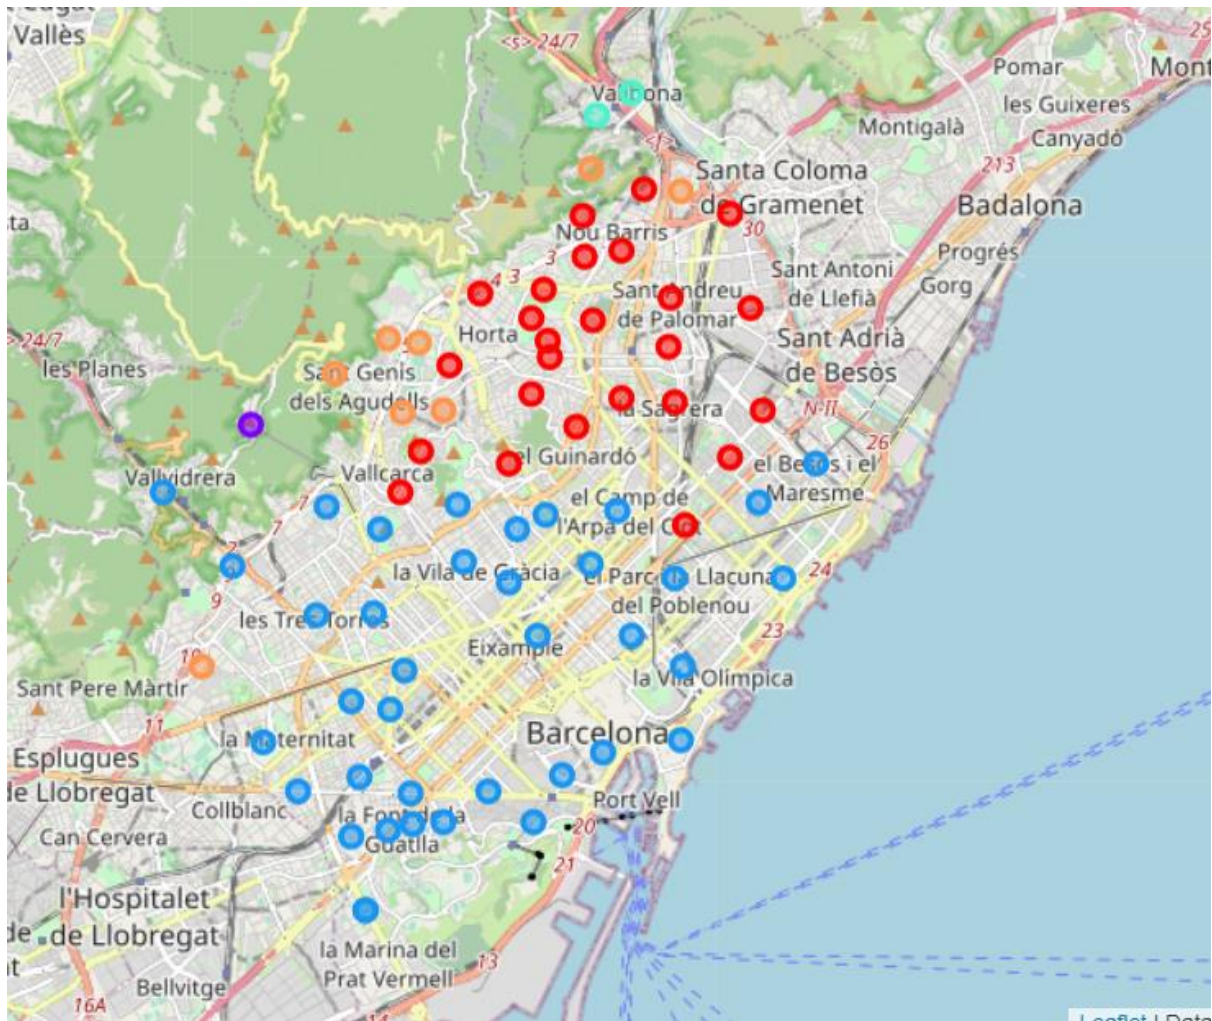 Vallès
<s> 24/7
25
Pomar
Mont
Vallbona
les Guixeres
Montigalà
Canyadó
213
Santa Coloma
de Gramenet
Badalona
30
Nou Barris
Progrés
3
4
3
Sant Antoni
de Llefià
Gorg
Sant Andreu
de Palomar
> 24/7
Horta
Sant Adrià
de Besòs
les Planes
Sant Genís
dels Agudells
la Sagrera
N-II
26
Vallvidrera
Vallcarca
el Guinardó
el Besòs i el
Maresme
7
7
el Camp de
l'Arpa del Clot
2
9
la Vila de Gràcia
el Parc i la Llacuna
del Poblenou
24
les Tres Torres
23
Eixample
10
Sant Pere Màrtir
la Vila Olímpica
11
la Maternitat
Barcelona
Esplugues
de Llobregat
Collblanc
Port Vell
la Font de la
Guatlla
20
Can Cervera
21
l'Hospitalet
de Llobregat
de
la Marina del
Prat Vermell
13
Bellvitge
16A
14
Leaflet | Data